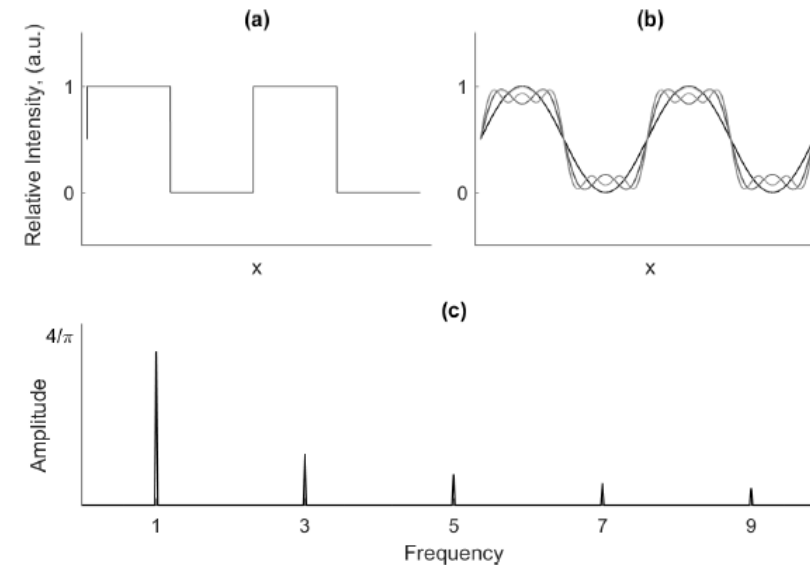 (a)
Relative Intensity, (a.u.)
1
0
x
(b)
1
0
x
(c)
4/π
Amplitude
1 3 5 7 9
Frequency